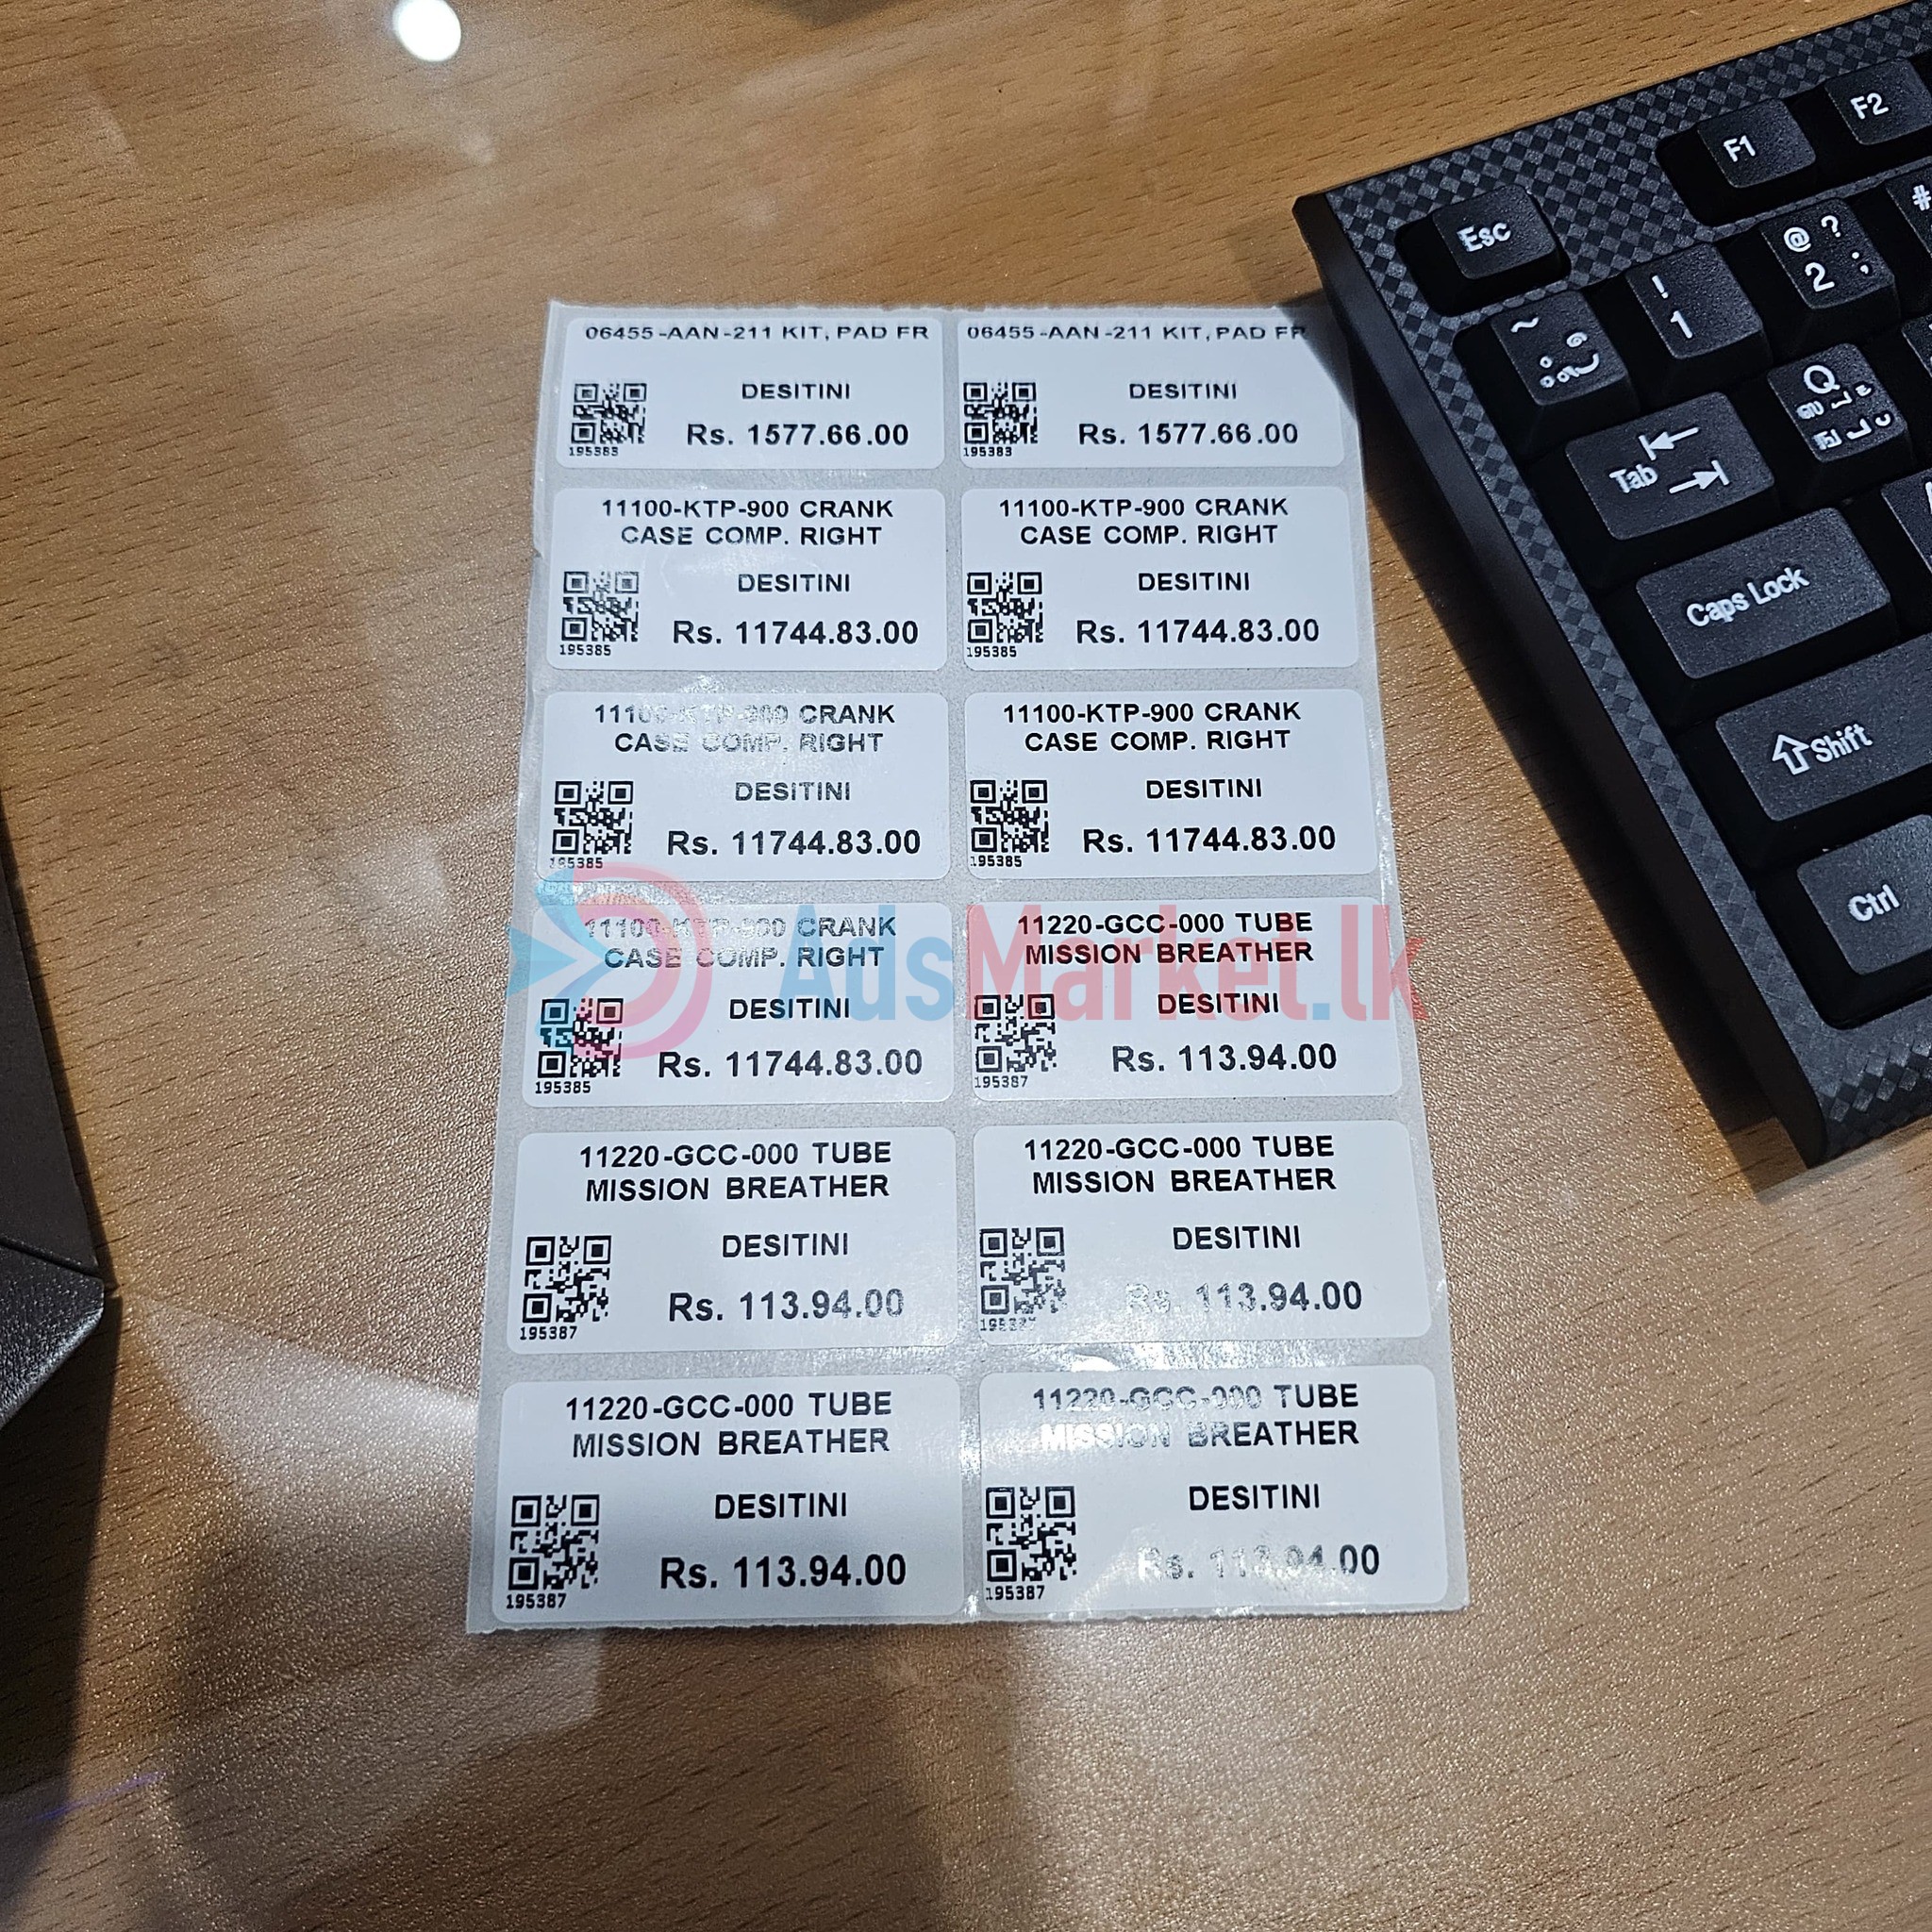 06455-AAN-211 KIT, PAD FR
DESITINI
Rs. 1577.66.00
195383
06455-AAN-211 KIT, PAD FR
DESITINI
Rs. 1577.66.00
195383
11100-KTP-900 CRANK
CASE COMP. RIGHT
DESITINI
Rs. 11744.83.00
195385
11100-KTP-900 CRANK
CASE COMP. RIGHT
DESITINI
Rs. 11744.83.00
195385
11100-KTP-900 CRANK
CASE COMP. RIGHT
DESITINI
Rs. 11744.83.00
195385
11100-KTP-900 CRANK
CASE COMP. RIGHT
DESITINI
Rs. 11744.83.00
195385
11100-KTP-900 CRANK
CASE COMP. RIGHT
DESITINI
Rs. 11744.83.00
195385
11220-GCC-000 TUBE
MISSION BREATHER
DESITINI
Rs. 113.94.00
195387
11220-GCC-000 TUBE
MISSION BREATHER
DESITINI
Rs. 113.94.00
195387
11220-GCC-000 TUBE
MISSION BREATHER
DESITINI
Rs. 113.94.00
195387
11220-GCC-000 TUBE
MISSION BREATHER
DESITINI
Rs. 113.94.00
195387
11220-GCC-000 TUBE
MISSION BREATHER
DESITINI
Rs. 113.94.00
195387
AdsMarket.lk
Esc
F1
F2
~
! 1
@ ? 2 ;
#
Tab
Q
Caps Lock
Shift
Ctrl